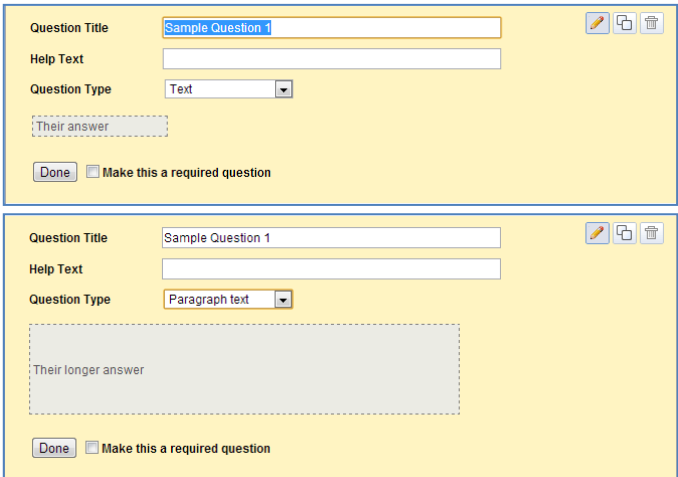 Question Title Sample Question 1
Help Text
Question Type Text
Their answer
Done Make this a required question
Question Title Sample Question 1
Help Text
Question Type Paragraph text
Their longer answer
Done Make this a required question